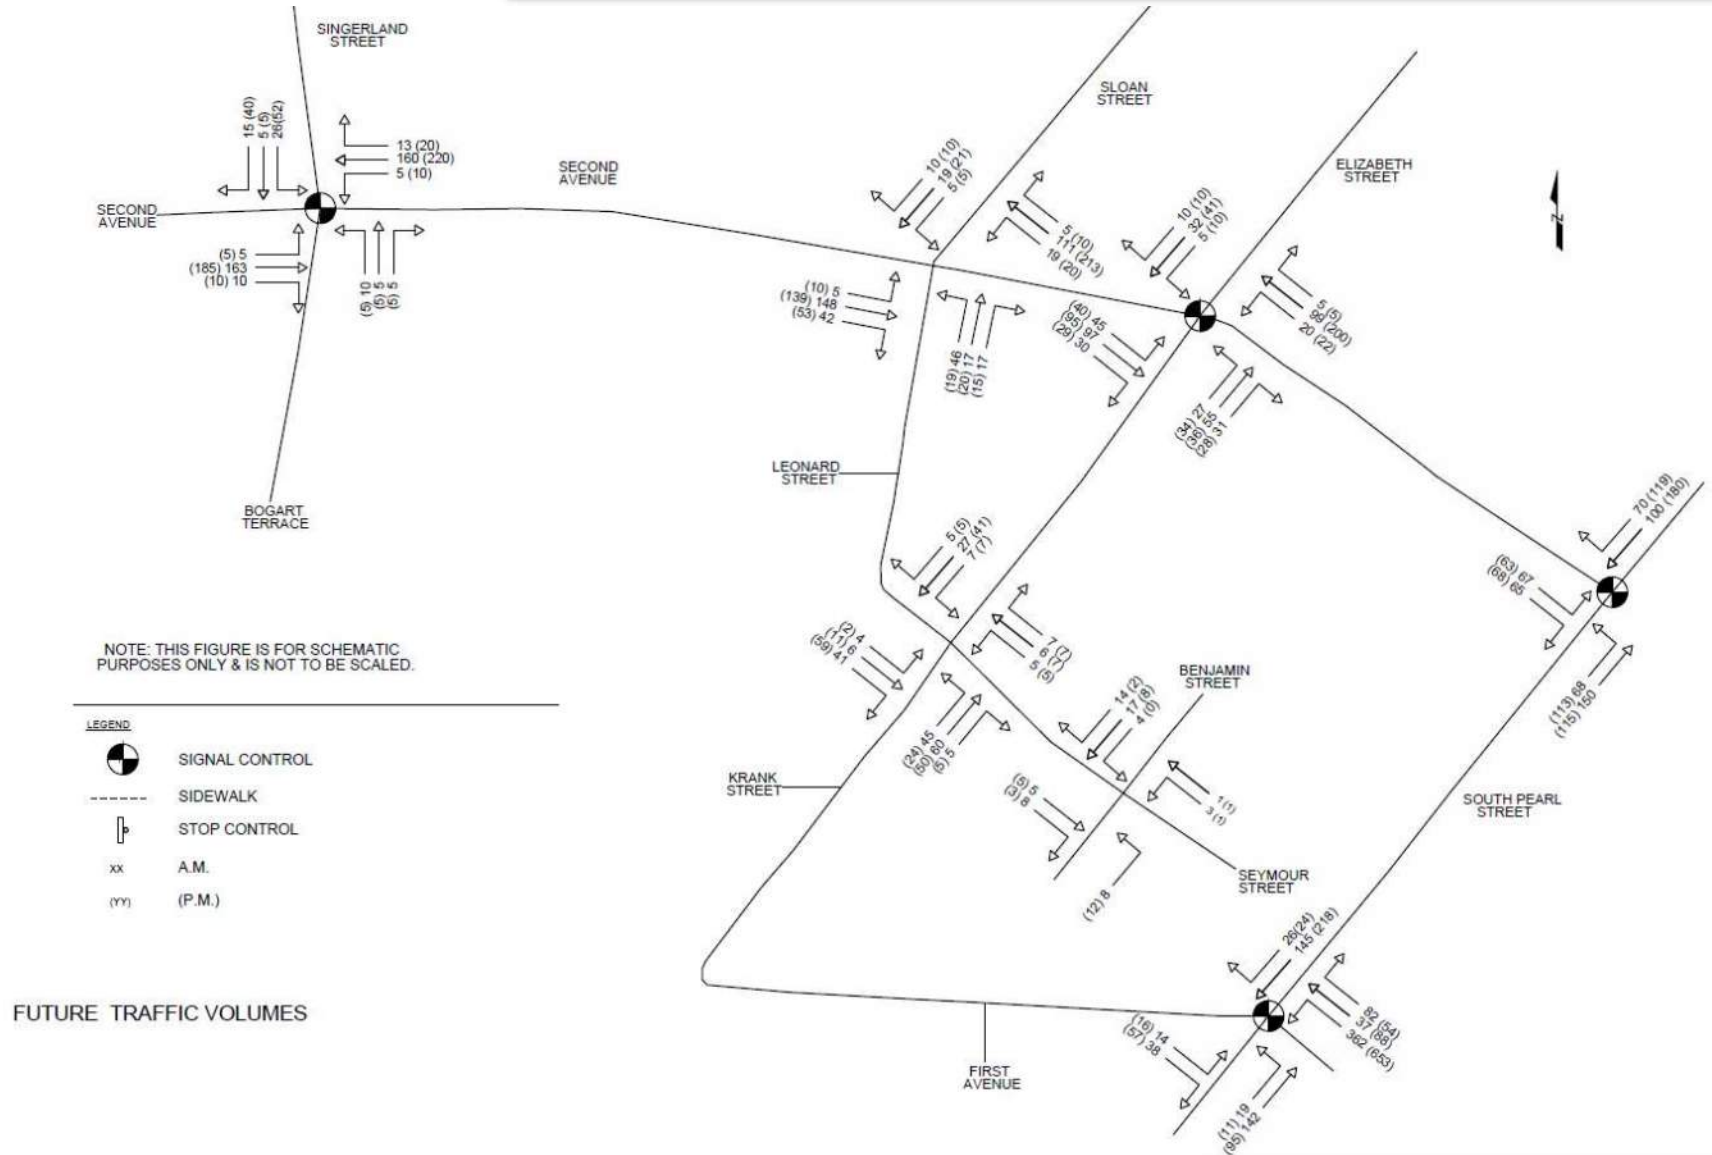 SINGERLAND
STREET
15 (40)
5 (5)
26(52)
13 (20)
160 (220)
5 (10)
SECOND
AVENUE
(5) 5
(185) 163
(10) 10
(5) 10
(5) 5
(5) 5
BOGART
TERRACE
SECOND
AVENUE
SLOAN
STREET
10 (10)
19 (21)
5 (5)
5 (10)
111 (213)
19 (20)
(10) 5
(139) 148
(53) 42
(19) 46
(20) 17
(15) 17
ELIZABETH
STREET
10 (10)
32 (41)
5 (10)
5 (5)
99 (200)
20 (22)
(40) 45
(95) 97
(29) 30
(34) 27
(36) 55
(28) 31
N
LEONARD
STREET
70 (119)
100 (180)
(63) 67
(68) 65
(113) 68
(115) 150
5 (5)
27 (41)
7 (7)
7 (7)
6 (7)
5 (5)
(2) 4
(11) 6
(59) 41
(24) 45
(50) 60
(5) 5
BENJAMIN
STREET
14 (2)
17 (8)
4 (0)
1 (1)
3 (1)
(5) 5
(3) 8
(12) 8
KRANK
STREET
SEYMOUR
STREET
SOUTH PEARL
STREET
26(24)
145 (218)
82 (54)
37 (88)
362 (653)
(16) 14
(57) 38
(11) 19
(95) 142
FIRST
AVENUE
NOTE: THIS FIGURE IS FOR SCHEMATIC
PURPOSES ONLY & IS NOT TO BE SCALED.
LEGEND
SIGNAL CONTROL
SIDEWALK
STOP CONTROL
XX A.M.
(YY) (P.M.)
FUTURE TRAFFIC VOLUMES